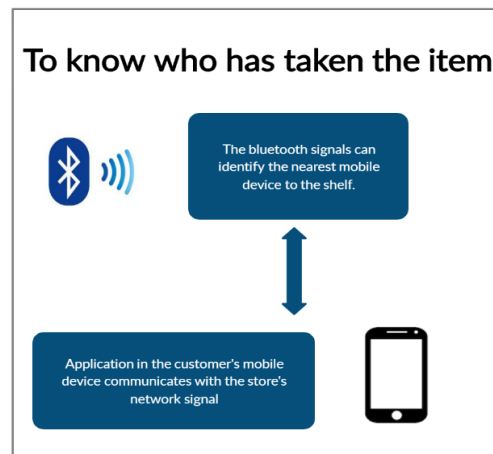 To know who has taken the item
The bluetooth signals can
identify the nearest mobile
device to the shelf.
Application in the customer's mobile
device communicates with the store's
network signal